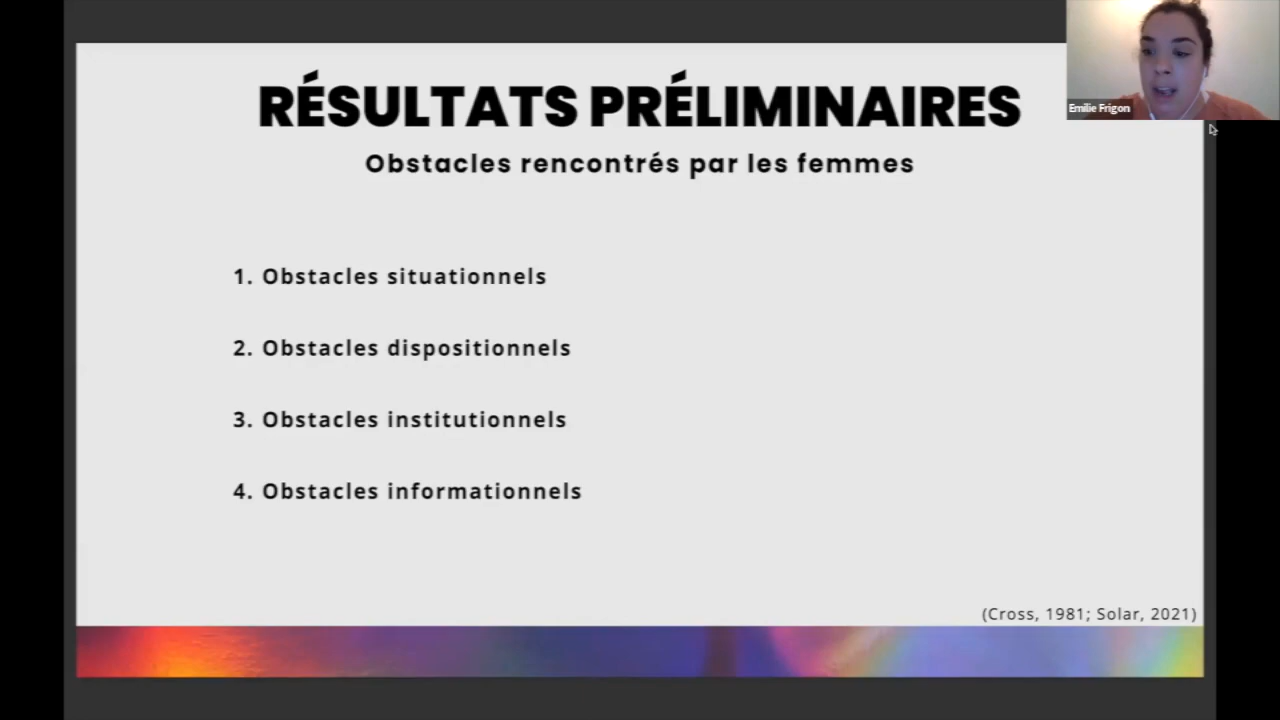 RÉSULTATS PRÉLIMINAIRES
Emilie Frigon
Obstacles rencontrés par les femmes
1. Obstacles situationnels
2. Obstacles dispositionnels
3. Obstacles institutionnels
4. Obstacles informationnels
(Cross, 1981; Solar, 2021)